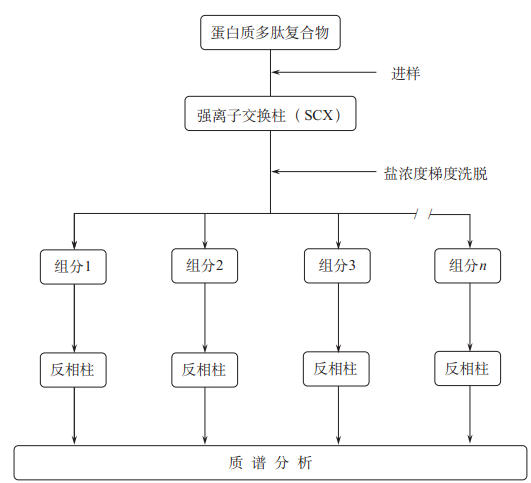 蛋白质多肽复合物
进样
强离子交换柱（SCX）
盐浓度梯度洗脱
组分1
组分2
组分3
组分n
反相柱
反相柱
反相柱
反相柱
质谱分析